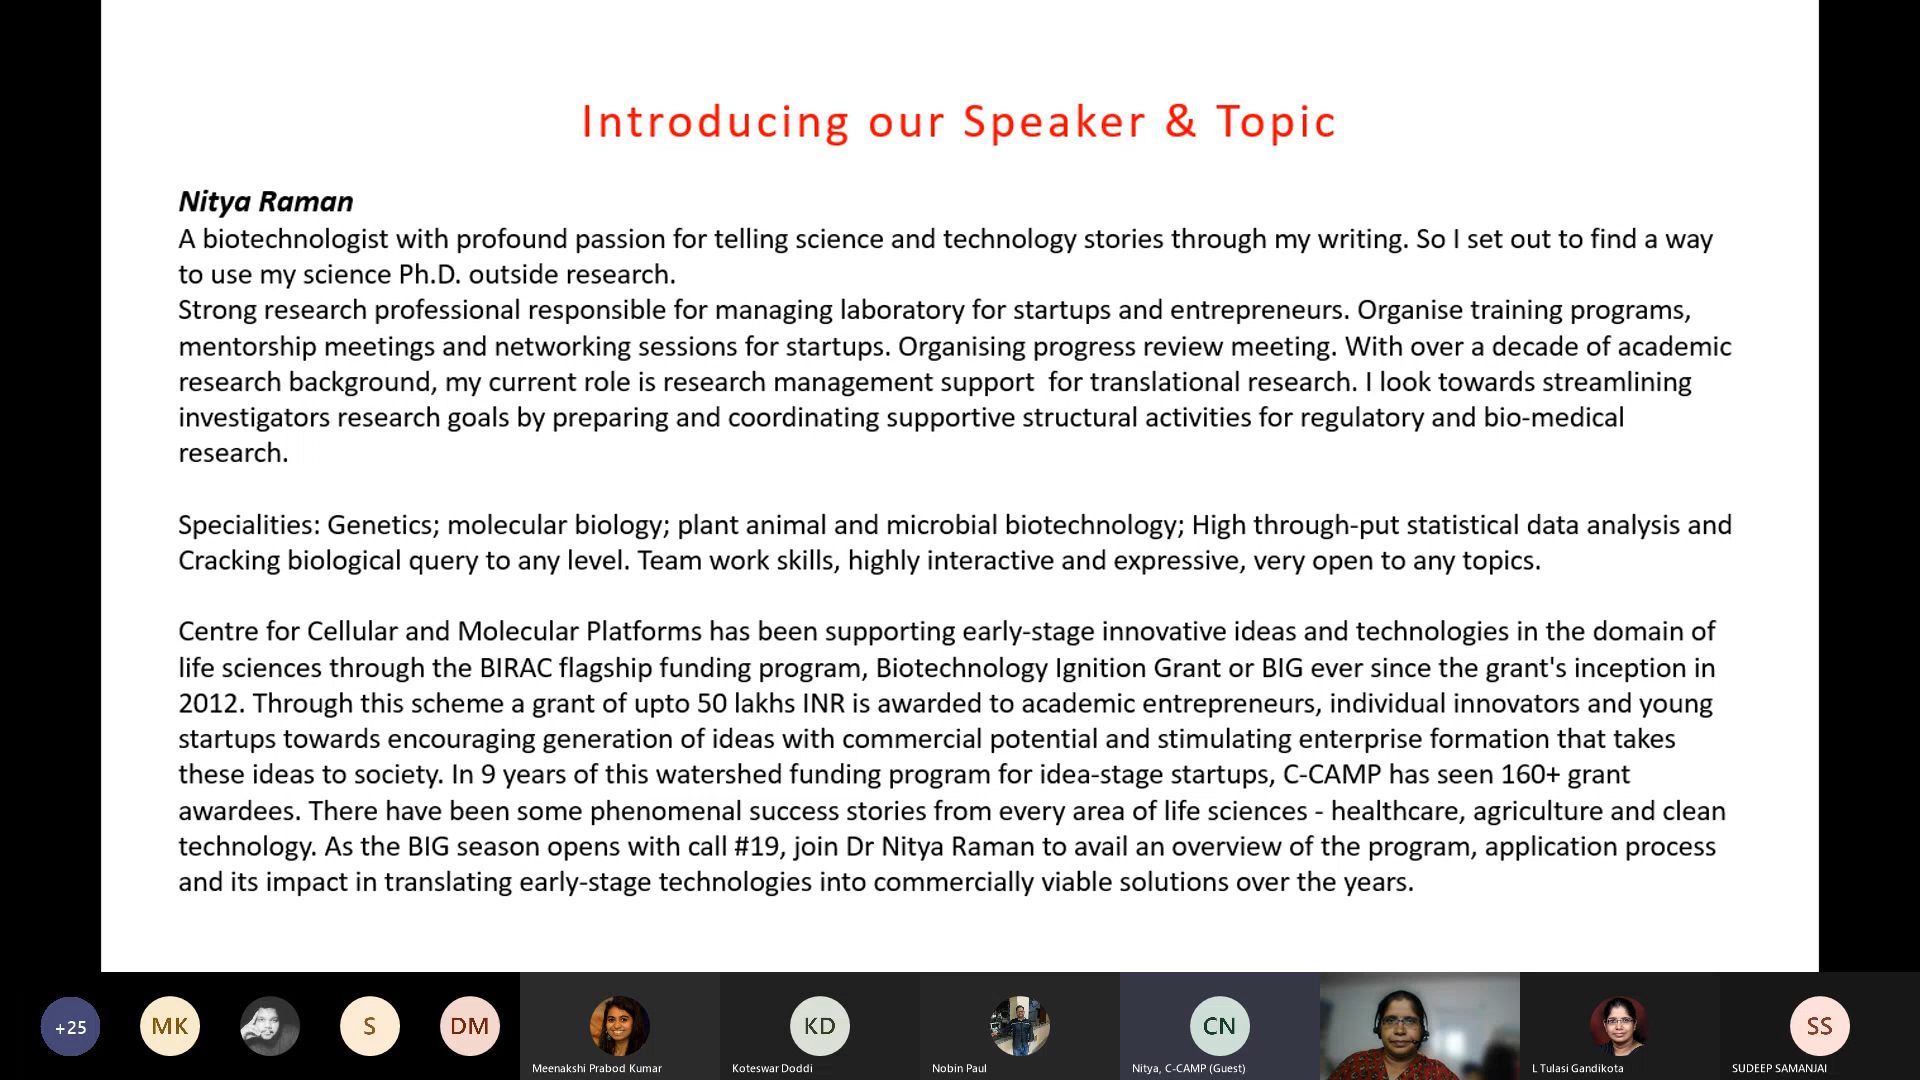 Introducing our Speaker & Topic
Nitya Raman
A biotechnologist with profound passion for telling science and technology stories through my writing. So I set out to find a way
to use my science Ph.D. outside research.
Strong research professional responsible for managing laboratory for startups and entrepreneurs. Organise training programs,
mentorship meetings and networking sessions for startups. Organising progress review meeting. With over a decade of academic
research background, my current role is research management support  for translational research. I look towards streamlining
investigators research goals by preparing and coordinating supportive structural activities for regulatory and bio-medical
research.
Specialities: Genetics; molecular biology; plant animal and microbial biotechnology; High through-put statistical data analysis and
Cracking biological query to any level. Team work skills, highly interactive and expressive, very open to any topics.
Centre for Cellular and Molecular Platforms has been supporting early-stage innovative ideas and technologies in the domain of
life sciences through the BIRAC flagship funding program, Biotechnology Ignition Grant or BIG ever since the grant's inception in
2012. Through this scheme a grant of upto 50 lakhs INR is awarded to academic entrepreneurs, individual innovators and young
startups towards encouraging generation of ideas with commercial potential and stimulating enterprise formation that takes
these ideas to society. In 9 years of this watershed funding program for idea-stage startups, C-CAMP has seen 160+ grant
awardees. There have been some phenomenal success stories from every area of life sciences - healthcare, agriculture and clean
technology. As the BIG season opens with call #19, join Dr Nitya Raman to avail an overview of the program, application process
and its impact in translating early-stage technologies into commercially viable solutions over the years.
+25
MK
S
DM
KD
CN
SS
Meenakshi Prabod Kumar
Koteswar Doddi
Nobin Paul
Nitya, C-CAMP (Guest)
L Tulasi Gandikota
SUDEEP SAMANJAI